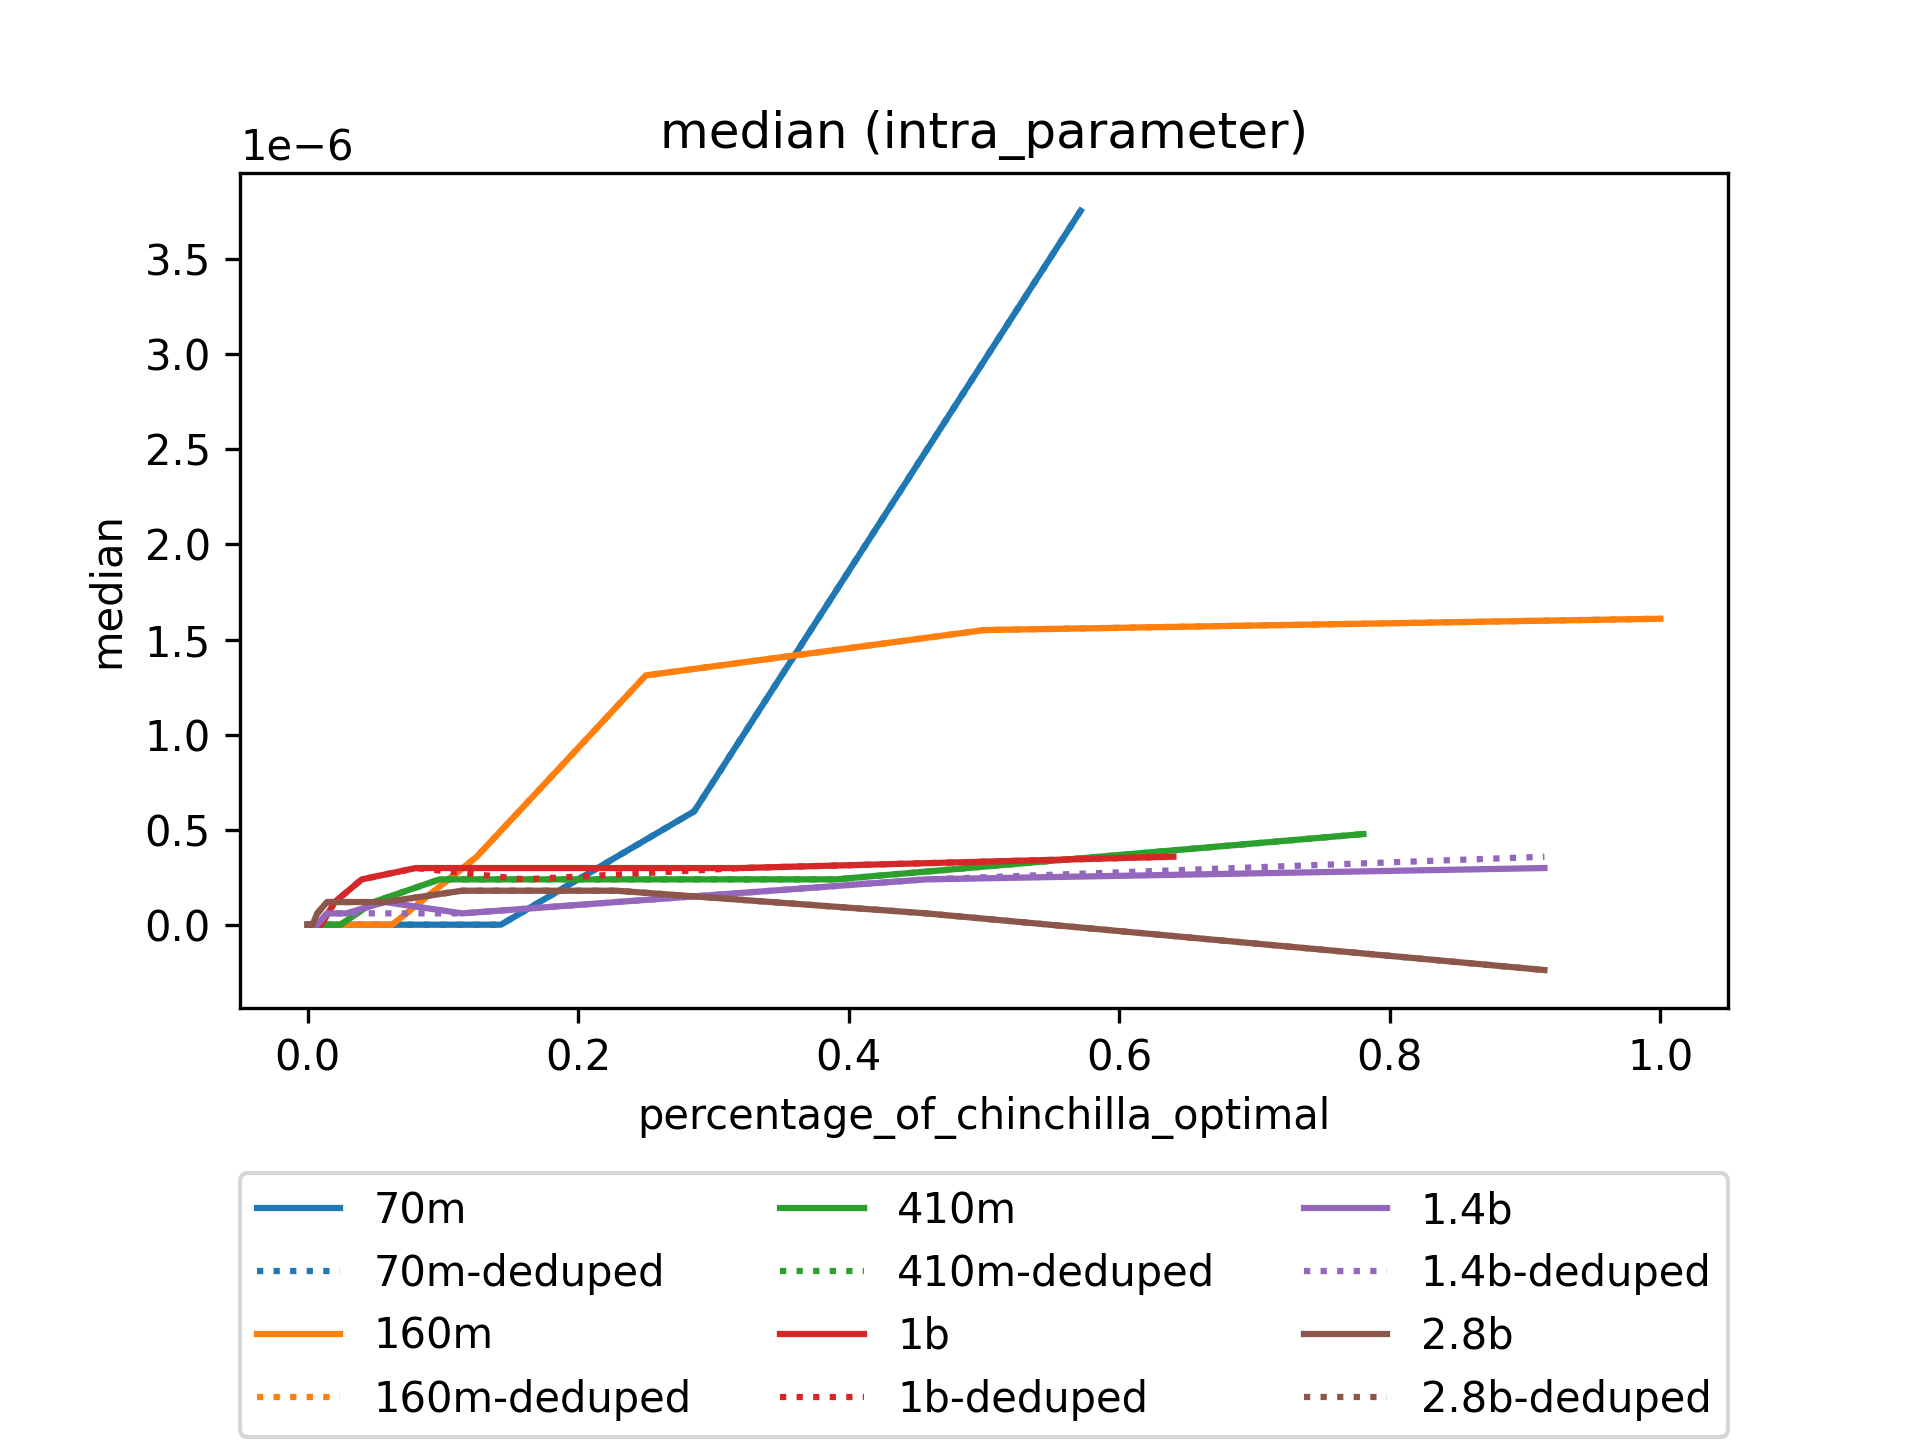 median (intra_parameter)
1e−6
3.5
3.0
2.5
2.0
1.5
1.0
0.5
0.0
median
0.0 0.2 0.4 0.6 0.8 1.0
percentage_of_chinchilla_optimal
70m
70m-deduped
160m
160m-deduped
410m
410m-deduped
1b
1b-deduped
1.4b
1.4b-deduped
2.8b
2.8b-deduped